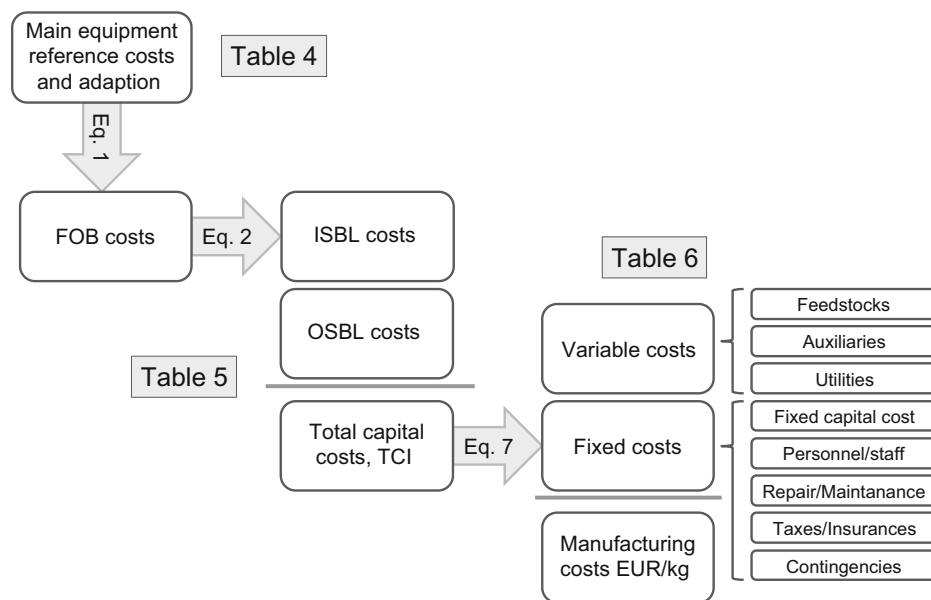 Main equipment
reference costs
and adaption
Table 4
Eq. 1
FOB costs
Eq. 2
ISBL costs
OSBL costs
Table 5
Total capital
costs, TCI
Eq. 7
Table 6
Variable costs
Feedstocks
Auxiliaries
Utilities
Fixed costs
Fixed capital cost
Personnel/staff
Repair/Maintanance
Taxes/Insurances
Contingencies
Manufacturing
costs EUR/kg